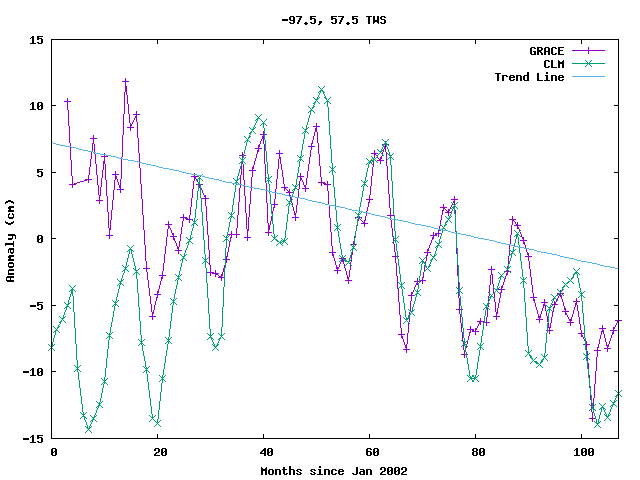 -97.5, 57.5 TWS
GRACE
CLM
Trend Line
15
10
5
0
-5
-10
-15
Anomaly (cm)
0 20 40 60 80 100
Months since Jan 2002